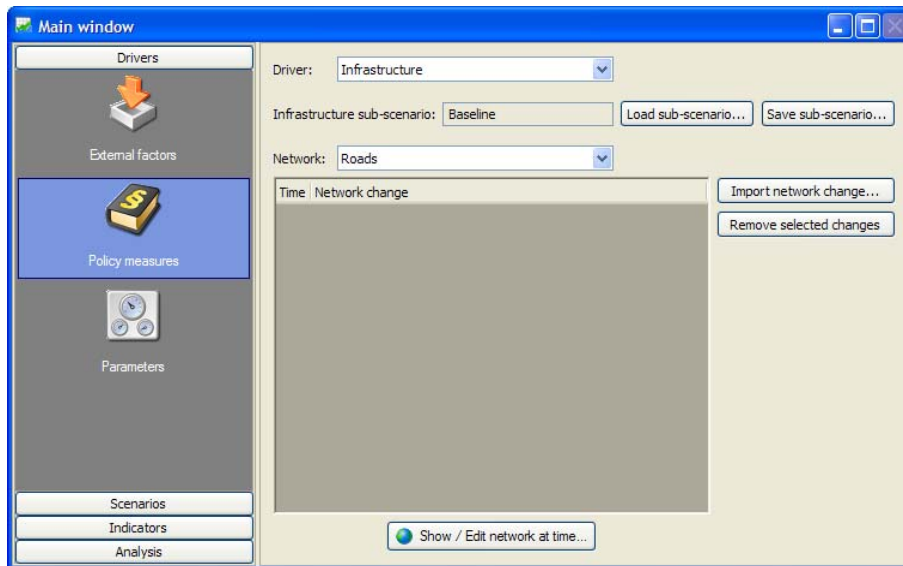 Main window
Drivers
External factors
Policy measures
Parameters
Scenarios
Indicators
Analysis
Driver: Infrastructure
Infrastructure sub-scenario: Baseline Load sub-scenario... Save sub-scenario...
Network: Roads
Time Network change
Import network change...
Remove selected changes
Show / Edit network at time...